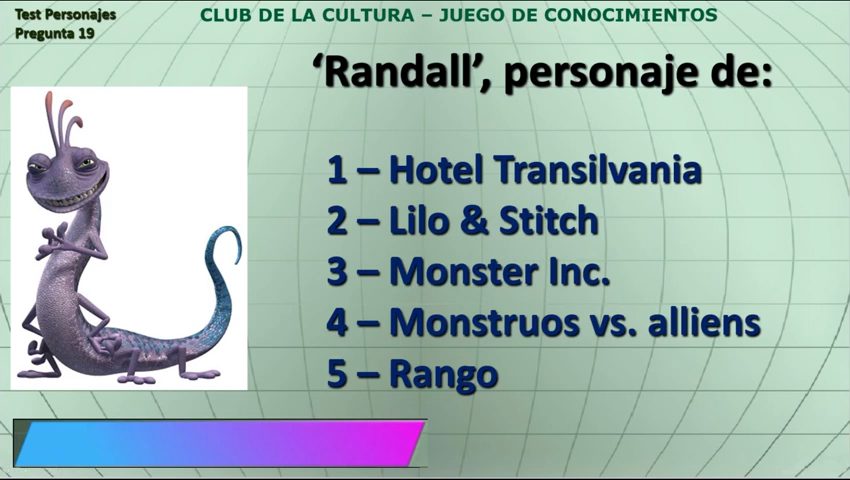 Test Personajes
Pregunta 19
CLUB DE LA CULTURA – JUEGO DE CONOCIMIENTOS
‘Randall’, personaje de:
1 – Hotel Transilvania
2 – Lilo & Stitch
3 – Monster Inc.
4 – Monstruos vs. alliens
5 – Rango